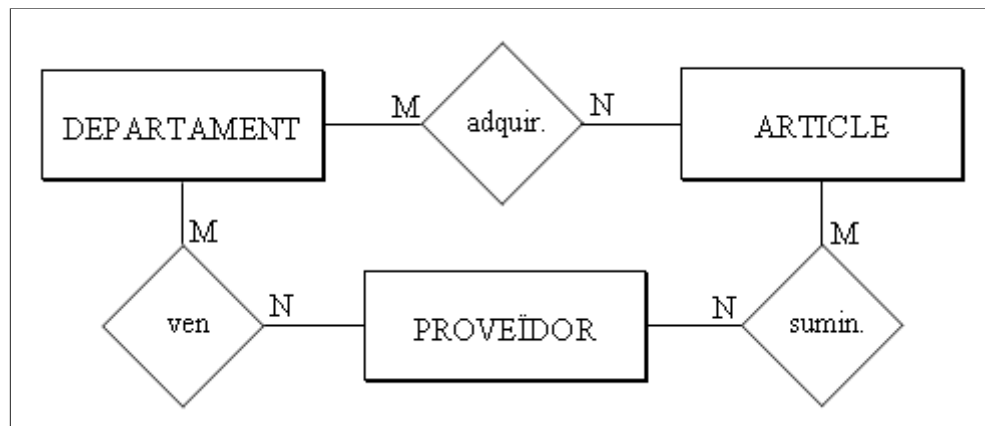 DEPARTAMENT
M
adquir.
N
ARTICLE
M
M
ven
N
PROVEÏDOR
N
sumin.